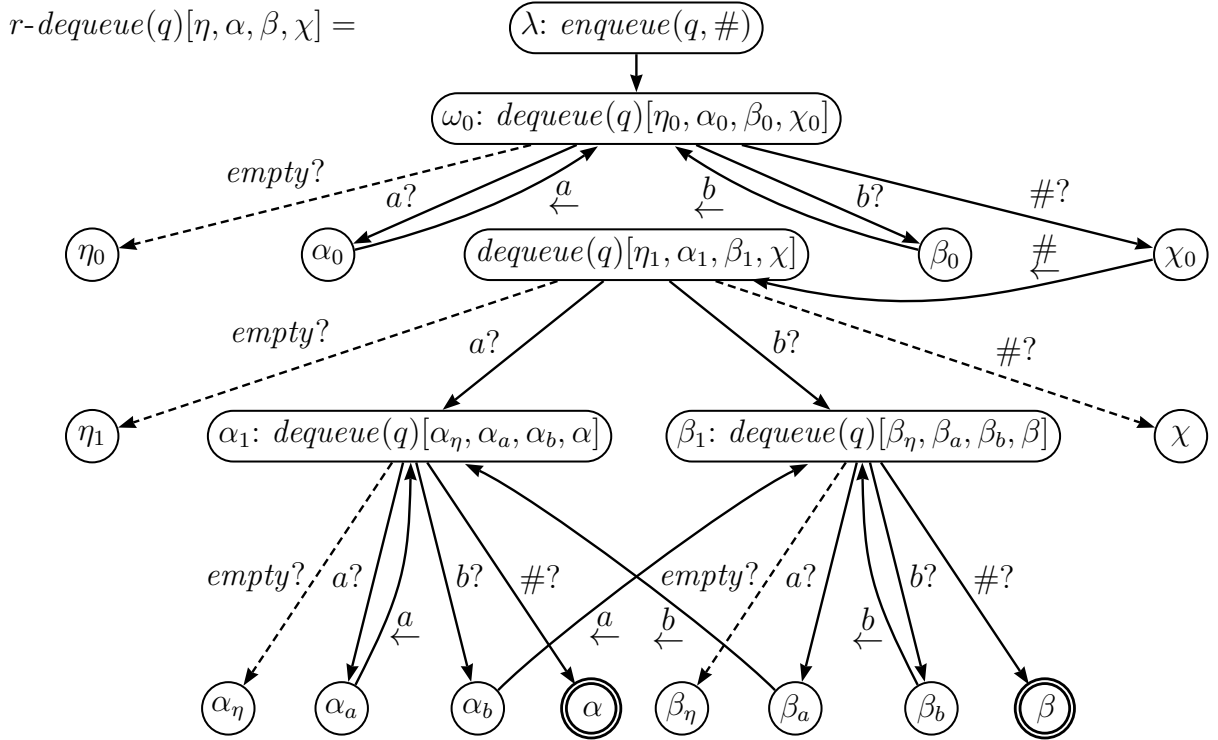 r-dequeue(q)[η, α, β, χ] =
λ: enqueue(q, #)
ω₀: dequeue(q)[η₀, α₀, β₀, χ₀]
empty?
a?
a
←
b
←
b?
#?
η₀
α₀
dequeue(q)[η₁, α₁, β₁, χ]
β₀
#
←
χ₀
empty?
a?
b?
#?
η₁
α₁: dequeue(q)[α_η, α_a, α_b, α]
β₁: dequeue(q)[β_η, β_a, β_b, β]
χ
empty?
a?
b?
#?
empty?
a?
b?
#?
a
←
a
←
b
←
b
←
α_η
α_a
α_b
α
β_η
β_a
β_b
β